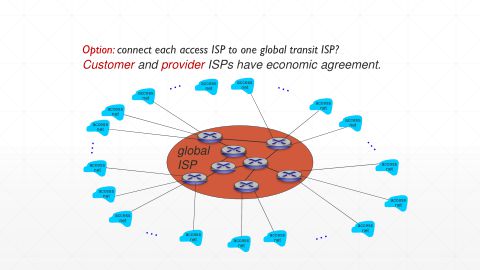 Option: connect each access ISP to one global transit ISP?
Customer and provider ISPs have economic agreement.
access
net
access
net
access
net
access
net
access
net
access
net
access
net
global
ISP
access
net
access
net
access
net
access
net
access
net
access
net
access
net
access
net
access
net